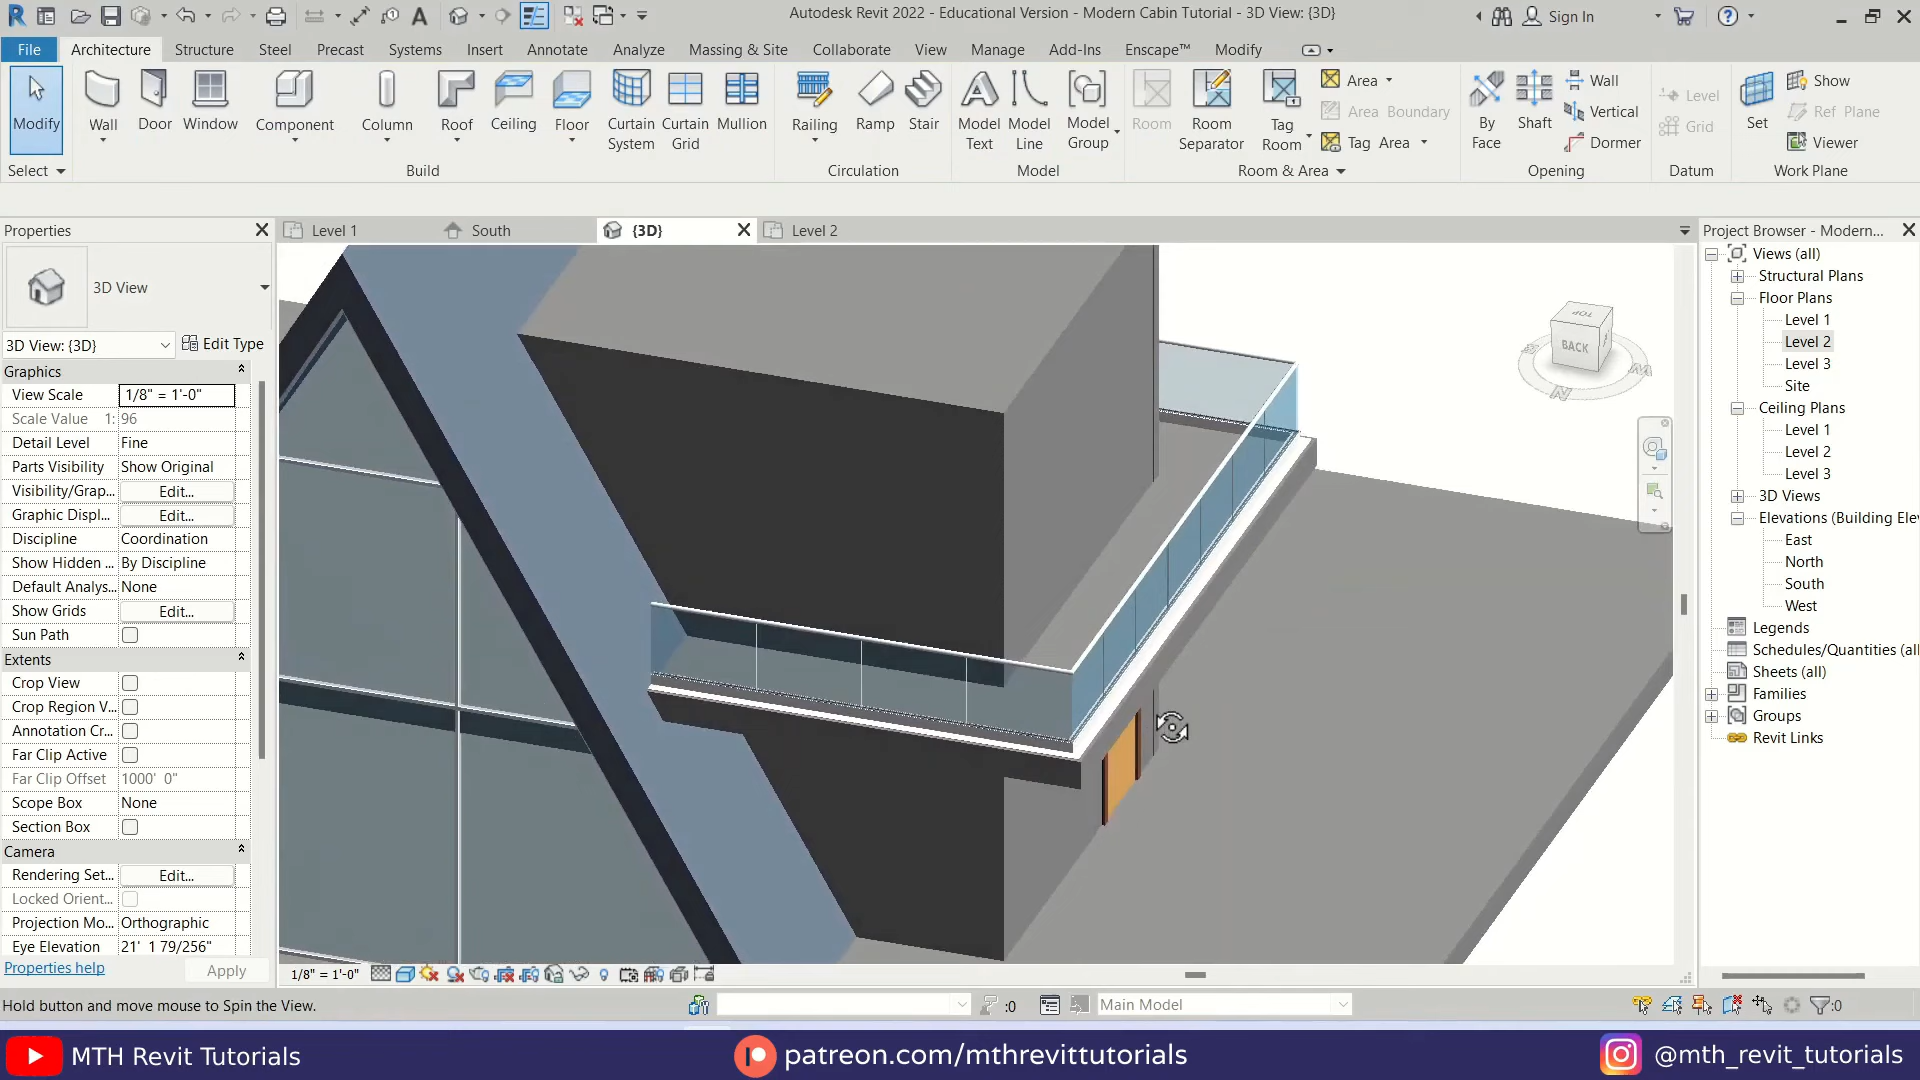 Autodesk Revit 2022 - Educational Version - Modern Cabin Tutorial - 3D View: {3D}
Sign In
File Architecture Structure Steel Precast Systems Insert Annotate Analyze Massing & Site Collaborate View Manage Add-Ins Enscape™ Modify
Modify
Wall
Door
Window
Component
Column
Roof
Ceiling
Floor
Curtain System
Curtain Grid
Mullion
Railing
Ramp
Stair
Model Text
Model Line
Model Group
Room
Room Separator
Tag Room
Area
Area Boundary
Tag Area
By Face
Shaft
Wall
Vertical
Dormer
Level
Grid
Set
Show
Ref Plane
Viewer
Select Build Circulation Model Room & Area Opening Datum Work Plane
Properties
Level 1 South {3D} Level 2
Project Browser - Modern...
3D View
3D View: {3D} Edit Type
Graphics
View Scale 1/8" = 1'-0"
Scale Value 1: 96
Detail Level Fine
Parts Visibility Show Original
Visibility/Grap... Edit...
Graphic Displ... Edit...
Discipline Coordination
Show Hidden ... By Discipline
Default Analys... None
Show Grids Edit...
Sun Path
Extents
Crop View
Crop Region V...
Annotation Cr...
Far Clip Active
Far Clip Offset 1000' 0"
Scope Box None
Section Box
Camera
Rendering Set... Edit...
Locked Orient...
Projection Mo... Orthographic
Eye Elevation 21' 1 79/256"
Properties help Apply
TOP
BACK
N
Views (all)
Structural Plans
Floor Plans
Level 1
Level 2
Level 3
Site
Ceiling Plans
Level 1
Level 2
Level 3
3D Views
Elevations (Building Elev
East
North
South
West
Legends
Schedules/Quantities (all
Sheets (all)
Families
Groups
Revit Links
1/8" = 1'-0"
Hold button and move mouse to Spin the View.
:0
Main Model
:0
MTH Revit Tutorials
patreon.com/mthrevittutorials
@mth_revit_tutorials